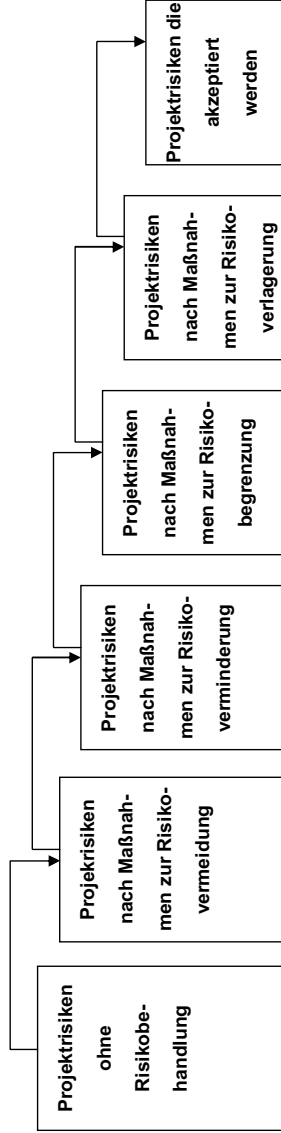 Projektrisiken
ohne
Risikobe-
handlung
Projekrisiken
nach Maßnah-
men zur Risiko-
vermeidung
Projektrisiken
nach Maßnah-
men zur Risiko-
verminderung
Projektrisiken
nach Maßnah-
men zur Risiko-
begrenzung
Projektrisiken
nach Maßnah-
men zur Risiko-
verlagerung
Projektrisiken die
akzeptiert
werden